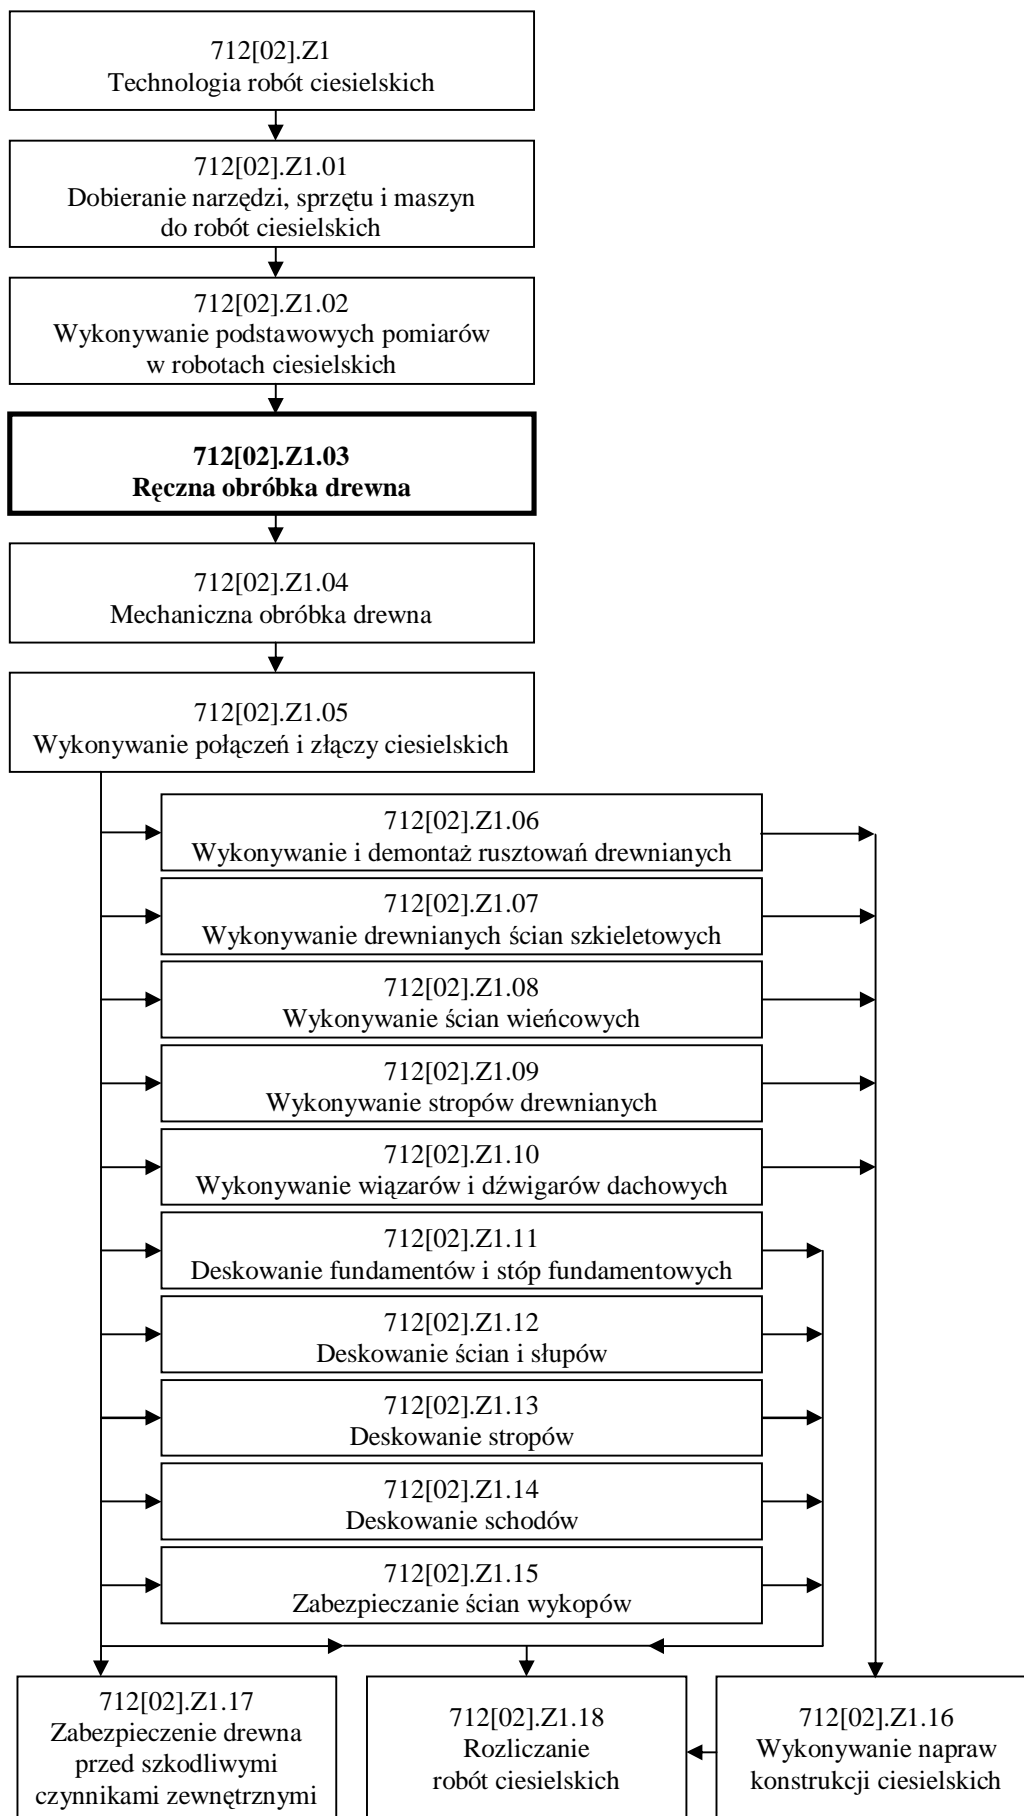 712[02].Z1
Technologia robót ciesielskich
712[02].Z1.01
Dobieranie narzędzi, sprzętu i maszyn
do robót ciesielskich
712[02].Z1.02
Wykonywanie podstawowych pomiarów
w robotach ciesielskich
712[02].Z1.03
Ręczna obróbka drewna
712[02].Z1.04
Mechaniczna obróbka drewna
712[02].Z1.05
Wykonywanie połączeń i złączy ciesielskich
712[02].Z1.06
Wykonywanie i demontaż rusztowań drewnianych
712[02].Z1.07
Wykonywanie drewnianych ścian szkieletowych
712[02].Z1.08
Wykonywanie ścian wieńcowych
712[02].Z1.09
Wykonywanie stropów drewnianych
712[02].Z1.10
Wykonywanie wiązarów i dźwigarów dachowych
712[02].Z1.11
Deskowanie fundamentów i stóp fundamentowych
712[02].Z1.12
Deskowanie ścian i słupów
712[02].Z1.13
Deskowanie stropów
712[02].Z1.14
Deskowanie schodów
712[02].Z1.15
Zabezpieczanie ścian wykopów
712[02].Z1.17
Zabezpieczenie drewna
przed szkodliwymi
czynnikami zewnętrznymi
712[02].Z1.18
Rozliczanie
robót ciesielskich
712[02].Z1.16
Wykonywanie napraw
konstrukcji ciesielskich